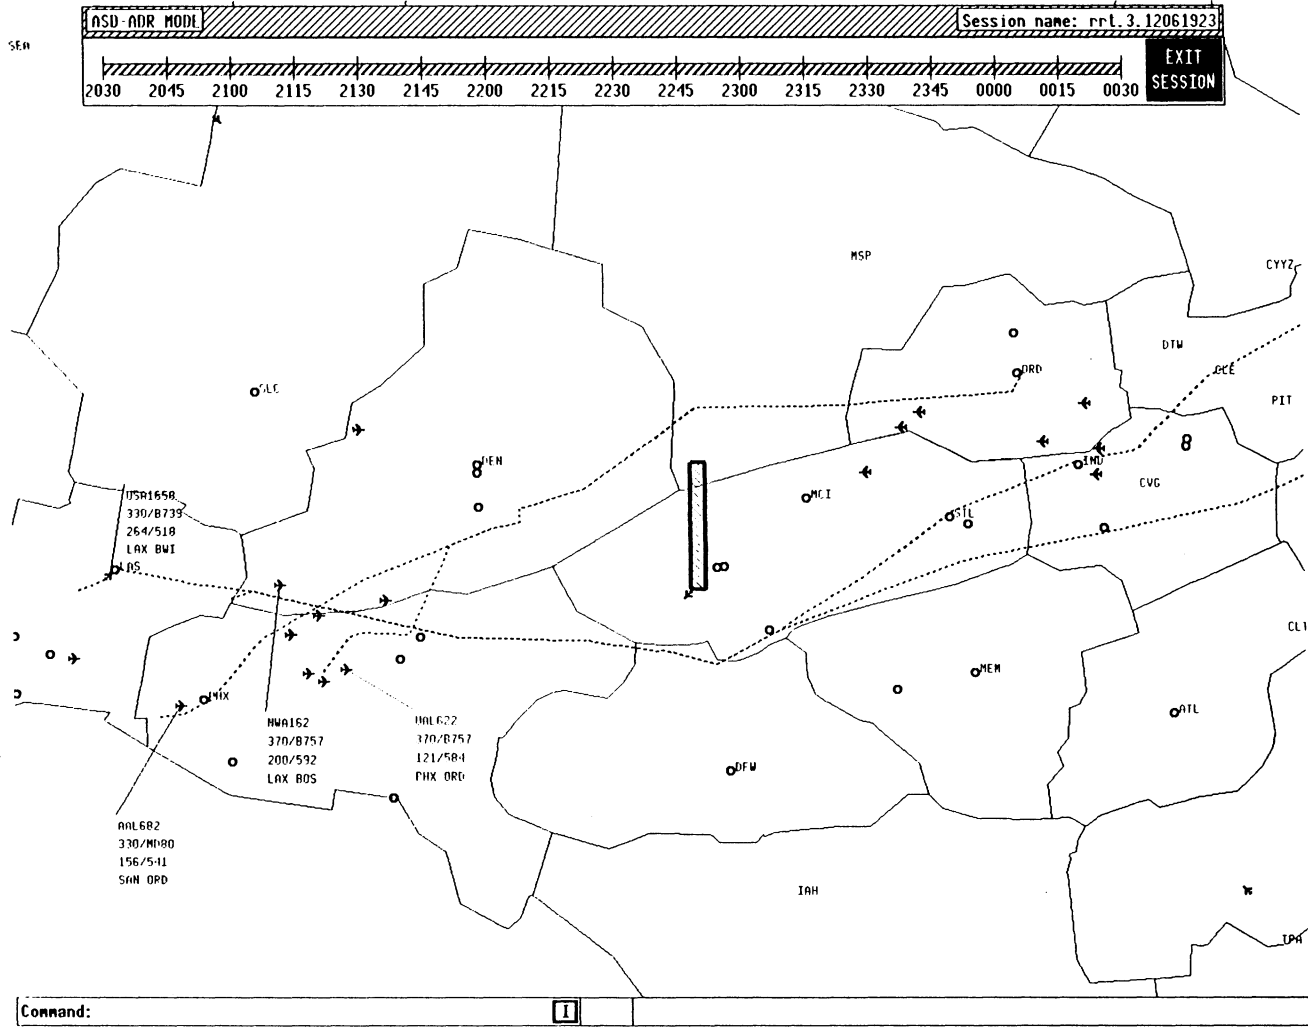 ASD-ADR MODE
Session name: rrt.3.12061923
SEA
EXIT
SESSION
2030 2045 2100 2115 2130 2145 2200 2215 2230 2245 2300 2315 2330 2345 0000 0015 0030
MSP
CYYZ
DTW
CLE
ORD
SLC
PIT
DEN
IND
CVG
MCI
USA1650
330/B739
264/518
LAX BWI
STL
LAS
CLT
MEM
PHX
ATL
NWA162
370/B757
200/592
LAX BOS
UAL622
370/B757
121/584
PHX ORD
DFW
AAL682
330/MD80
156/541
SAN ORD
IAH
TPA
Command:
I